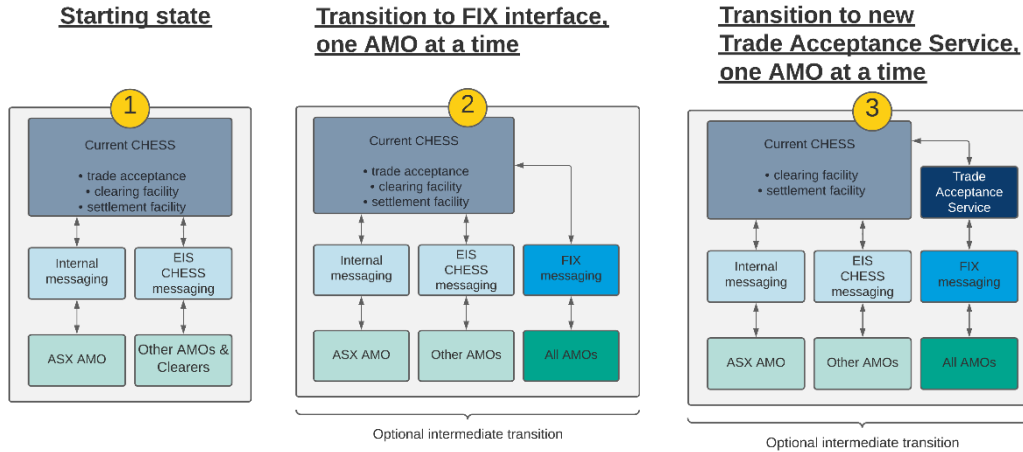 Starting state
1
Current CHESS
• trade acceptance
• clearing facility
• settlement facility
Internal
messaging
EIS
CHESS
messaging
ASX AMO
Other AMOs &
Clearers
Transition to FIX interface,
one AMO at a time
2
Current CHESS
• trade acceptance
• clearing facility
• settlement facility
Internal
messaging
EIS
CHESS
messaging
FIX
messaging
ASX AMO
Other AMOs
All AMOs
Optional intermediate transition
Transition to new
Trade Acceptance Service,
one AMO at a time
3
Current CHESS
• clearing facility
• settlement facility
Trade
Acceptance
Service
Internal
messaging
EIS
CHESS
messaging
FIX
messaging
ASX AMO
Other AMOs
All AMOs
Optional intermediate transition